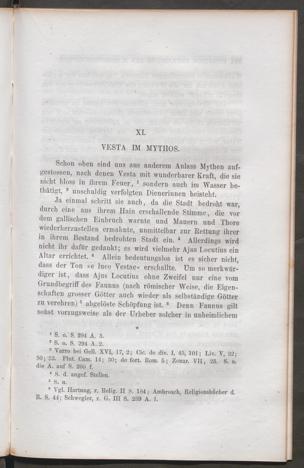 XI.
VESTA IM MYTHOS.
Schon oben sind uns aus anderem Anlass Mythen auf-
gestossen, nach denen Vesta mit wunderbarer Kraft, die sie
nicht bloss in ihrem Feuer, ¹ sondern auch im Wasser be-
thätigt, ² unschuldig verfolgten Dienerinnen beisteht.
Ja einmal schritt sie auch, da die Stadt bedroht war,
durch eine aus ihrem Hain erschallende Stimme, die vor
dem gallischen Einbruch warnte und Mauern und Thore
wiederherzustellen ermahnte, unmittelbar zur Rettung ihrer
in ihrem Bestand bedrohten Stadt ein. ³ Allerdings wird
nicht ihr dafür gedankt; es wird vielmehr Ajus Locutius ein
Altar errichtet. ⁴ Allein bedeutungslos ist es sicher nicht,
dass der Ton »e luco Vestae« erschallte. Um so merkwür-
diger ist, dass Ajus Locutius ohne Zweifel nur eine vom
Grundbegriff des Faunus (nach römischer Weise, die Eigen-
schaften grosser Götter auch wieder als selbständige Götter
zu verehren) ⁵ abgelöste Schöpfung ist. ⁶ Denn Faunus gilt
sehst vorzugsweise als der Urheber solcher in unheimlichem
¹ S. o. S. 294 A. 5.
² S. o. S. 294 A. 2.
³ Varro bei Gell. XVI, 17, 2; Cic. de div. I, 45, 101; Liv. V, 32;
50; 52. Plut. Cam. 14; 30; de fort. Rom 5; Zonar. VII, 23. S. o.
die A. auf S. 200 f.
⁴ S. d. angef. Stellen.
⁵ S. o.
⁶ Vgl. Hartung, r. Relig. II S. 184; Ambrosch, Religionsbücher d.
R. S. 44; Schwegler, r. G. III S. 259 A. 1.